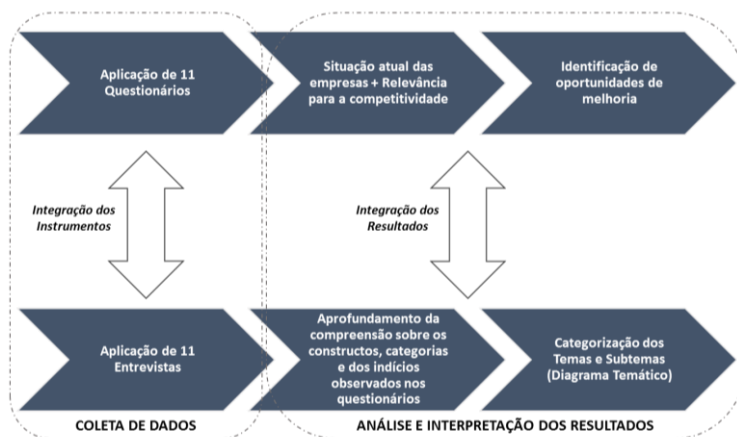 Aplicação de 11
Questionários
Situação atual das
empresas + Relevância
para a competitividade
Identificação de
oportunidades de
melhoria
Integração dos
Instrumentos
Integração dos
Resultados
Aplicação de 11
Entrevistas
Aprofundamento da
compreensão sobre os
constructos, categorias
e dos indícios
observados nos
questionários
Categorização dos
Temas e Subtemas
(Diagrama Temático)
COLETA DE DADOS
ANÁLISE E INTERPRETAÇÃO DOS RESULTADOS